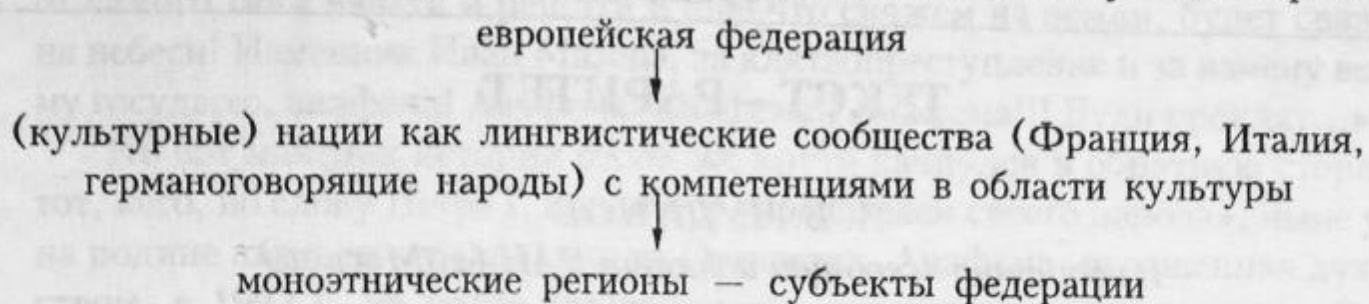 европейская федерация
(культурные) нации как лингвистические сообщества (Франция, Италия,
германоговорящие народы) с компетенциями в области культуры
моноэтнические регионы — субъекты федерации